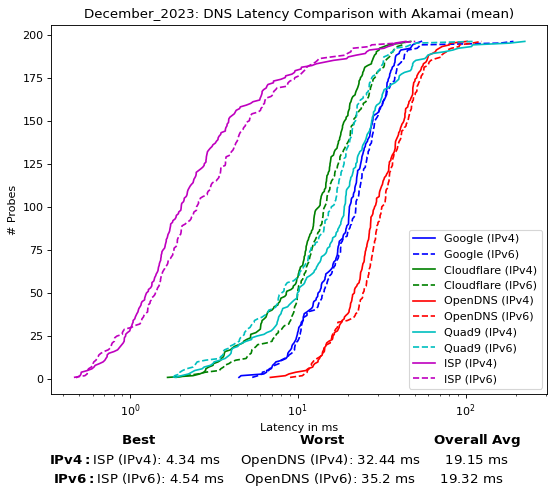 December_2023: DNS Latency Comparison with Akamai (mean)
200
175
150
125
100
75
50
25
0
# Probes
Google (IPv4)
Google (IPv6)
Cloudflare (IPv4)
Cloudflare (IPv6)
OpenDNS (IPv4)
OpenDNS (IPv6)
Quad9 (IPv4)
Quad9 (IPv6)
ISP (IPv4)
ISP (IPv6)
10⁰ 10¹ 10²
Latency in ms
Best Worst Overall Avg
IPv4: ISP (IPv4): 4.34 ms OpenDNS (IPv4): 32.44 ms 19.15 ms
IPv6: ISP (IPv6): 4.54 ms OpenDNS (IPv6): 35.2 ms 19.32 ms